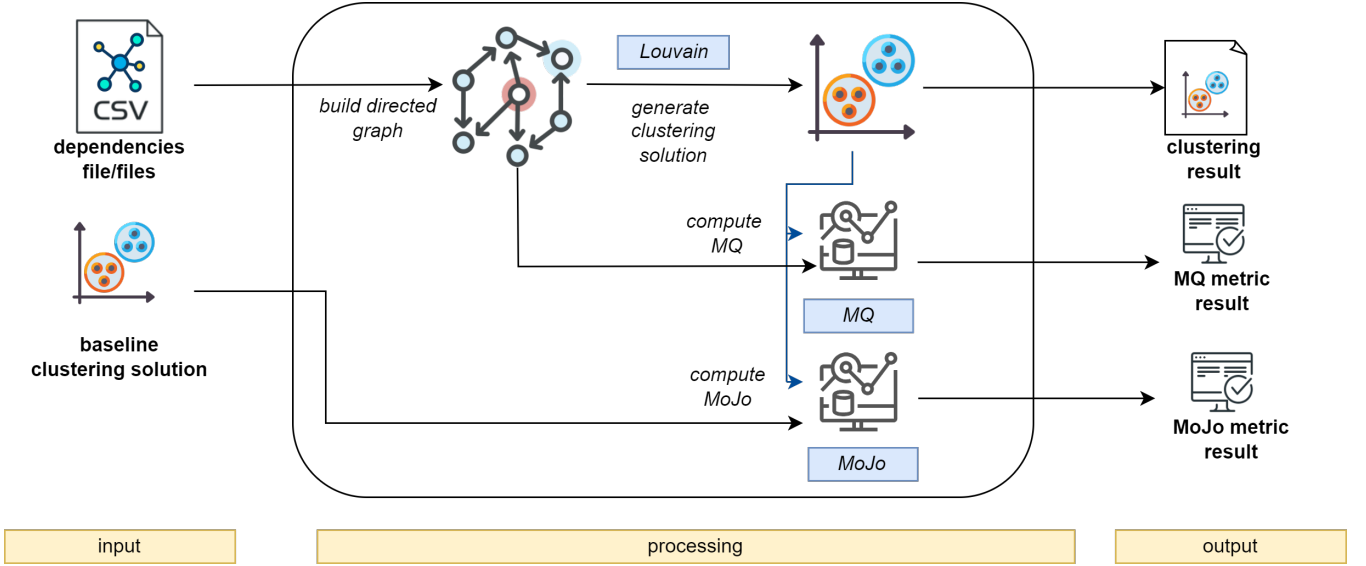 CSV
dependencies
file/files
build directed
graph
Louvain
generate
clustering
solution
clustering
result
compute
MQ
MQ
MQ metric
result
baseline
clustering solution
compute
MoJo
MoJo
MoJo metric
result
input
processing
output